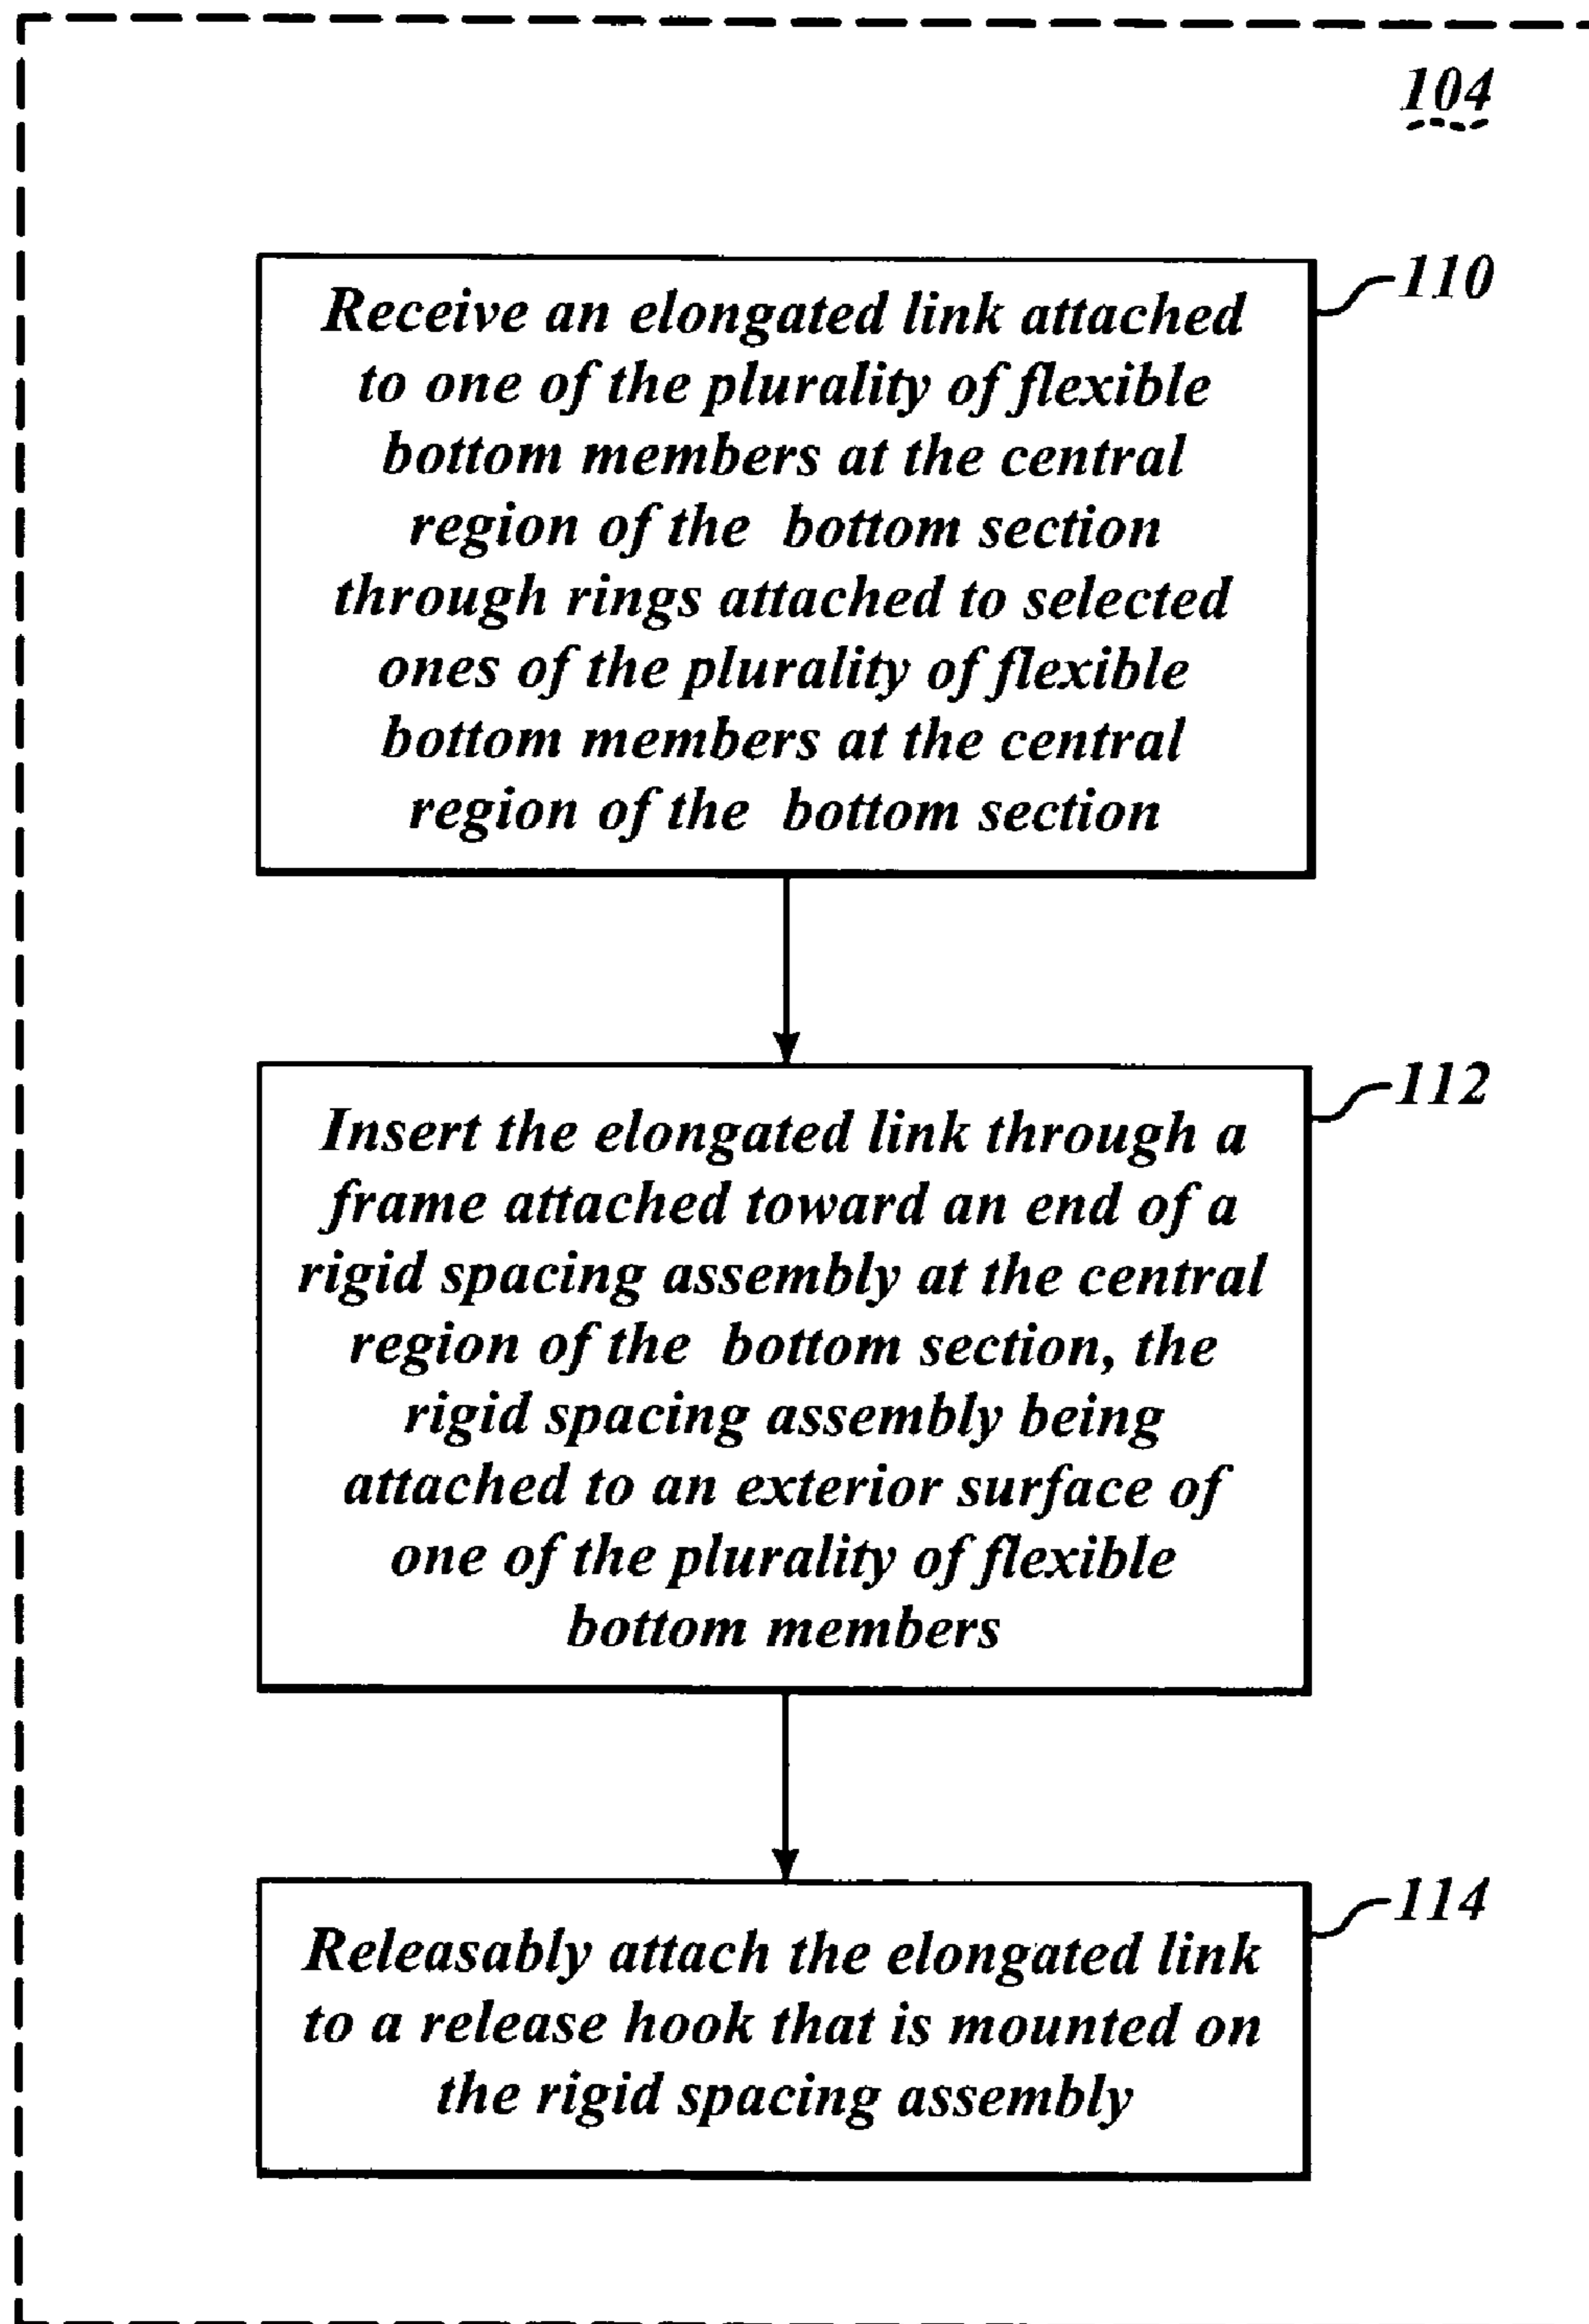 104
110
Receive an elongated link attached
to one of the plurality of flexible
bottom members at the central
region of the bottom section
through rings attached to selected
ones of the plurality of flexible
bottom members at the central
region of the bottom section
112
Insert the elongated link through a
frame attached toward an end of a
rigid spacing assembly at the central
region of the bottom section, the
rigid spacing assembly being
attached to an exterior surface of
one of the plurality of flexible
bottom members
114
Releasably attach the elongated link
to a release hook that is mounted on
the rigid spacing assembly